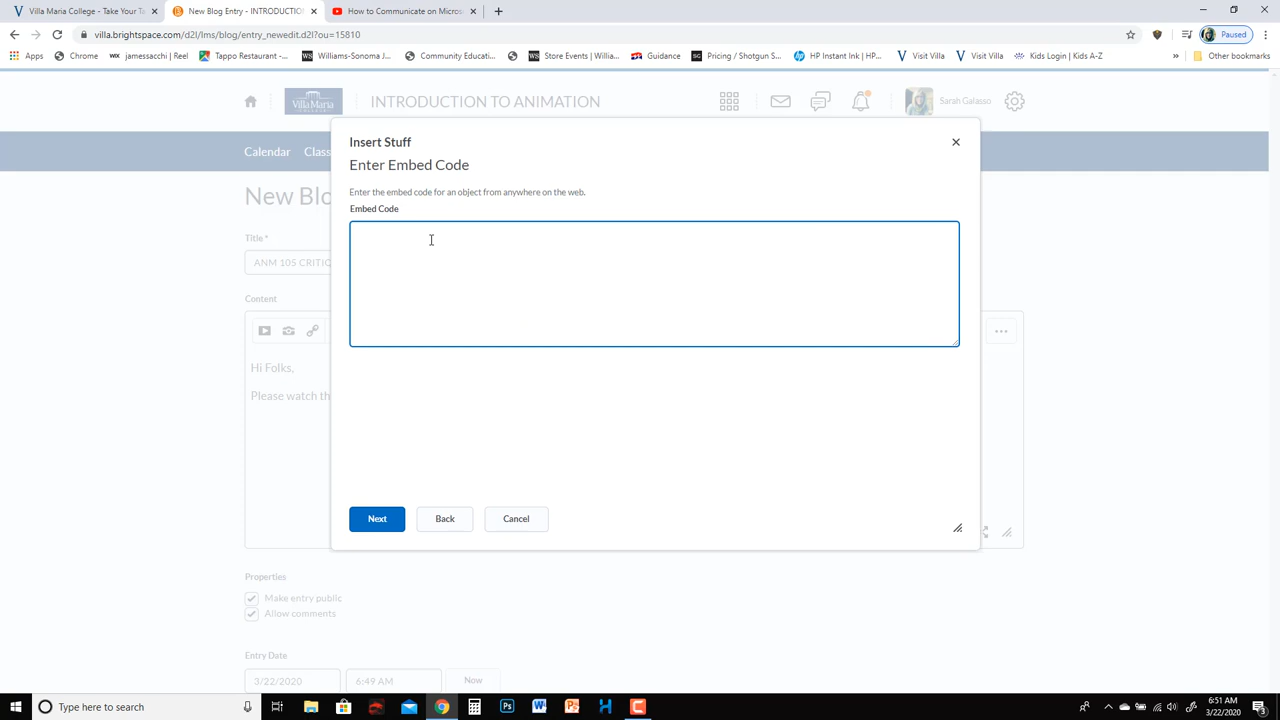 Villa Maria College - Take Your Ta
New Blog Entry - INTRODUCTION
How to Communicate on Micros
villa.brightspace.com/d2l/lms/blog/entry_newedit.d2l?ou=15810
Paused
Apps
Chrome
jamessacchi | Reel
Tappo Restaurant -...
Williams-Sonoma J...
Community Educati...
Store Events | Willia...
Guidance
Pricing / Shotgun S...
HP Instant Ink | HP...
Visit Villa
Visit Villa
Kids Login | Kids A-Z
»
Other bookmarks
Villa Maria
INTRODUCTION TO ANIMATION
Sarah Galasso
Calendar
Class
New Blo
Title *
ANM 105 CRITIQ
Content
Hi Folks,
Please watch th
Insert Stuff
Enter Embed Code
Enter the embed code for an object from anywhere on the web.
Embed Code
Next
Back
Cancel
Properties
Make entry public
Allow comments
Entry Date
3/22/2020
6:49 AM
Now
Type here to search
6:51 AM
3/22/2020